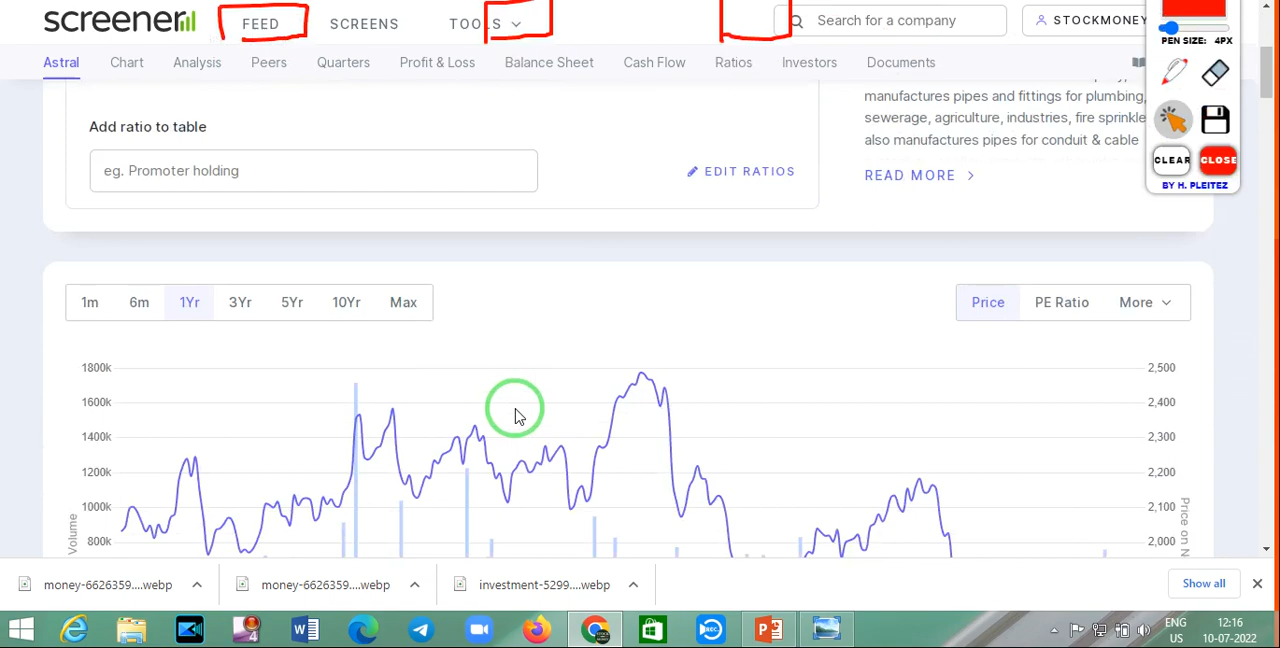 screener
FEED SCREENS TOOLS Search for a company STOCKMONEY
Astral Chart Analysis Peers Quarters Profit & Loss Balance Sheet Cash Flow Ratios Investors Documents
PEN SIZE: 4PX
manufactures pipes and fittings for plumbing,
sewerage, agriculture, industries, fire sprinkle
also manufactures pipes for conduit & cable
READ MORE
Add ratio to table
eg. Promoter holding
EDIT RATIOS
CLEAR CLOSE
BY H. PLEITEZ
1m 6m 1Yr 3Yr 5Yr 10Yr Max Price PE Ratio More
1800k 2,500
1600k 2,400
1400k 2,300
1200k 2,200
1000k 2,100
800k 2,000
Volume
Price on N
money-6626359....webp money-6626359....webp investment-5299....webp Show all
4 W NEC P ENG 12:16
US 10-07-2022